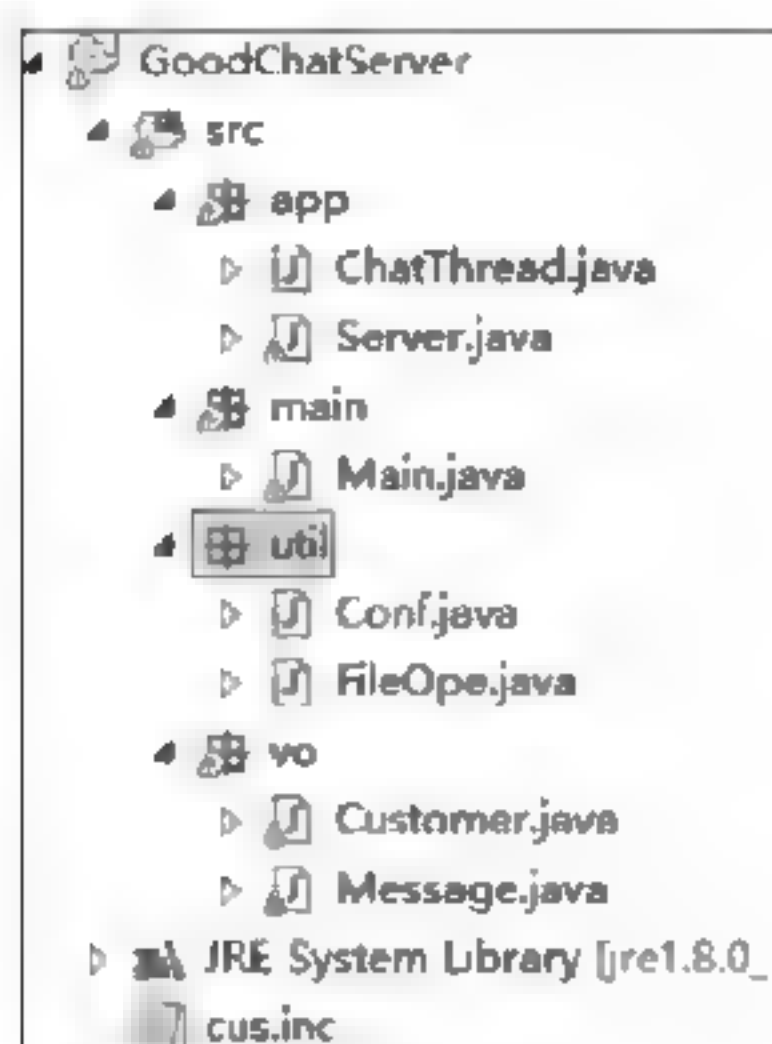 GoodChatServer
src
app
ChatThread.java
Server.java
main
Main.java
util
Conf.java
FileOpe.java
vo
Customer.java
Message.java
JRE System Library [jre1.8.0_
cus.inc